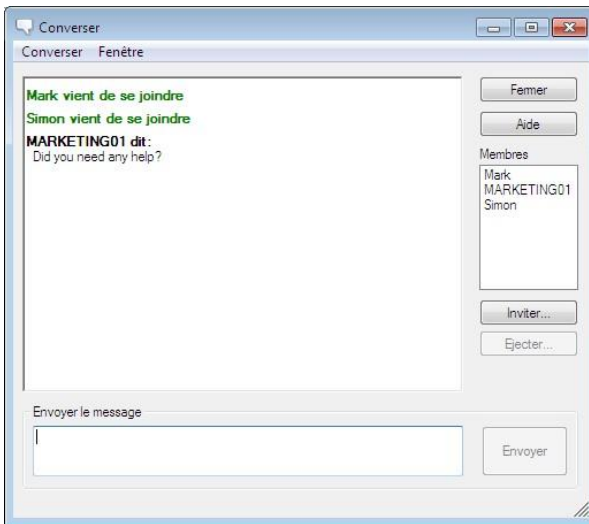 Converser
Converser Fenêtre
Mark vient de se joindre
Simon vient de se joindre
MARKETING01 dit:
Did you need any help?
Fermer
Aide
Membres
Mark
MARKETING01
Simon
Inviter...
Ejecter...
Envoyer le message
Envoyer